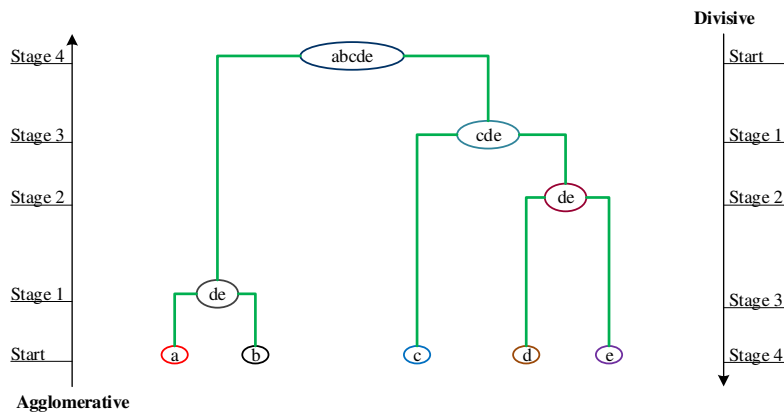 Divisive
Stage 4
abcde
Start
Stage 3
cde
Stage 1
Stage 2
de
Stage 2
Stage 1
de
Stage 3
Start
a
b
c
d
e
Stage 4
Agglomerative